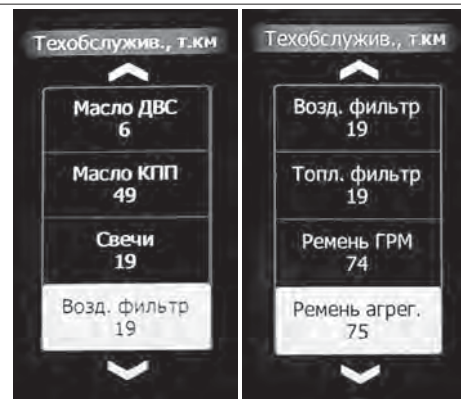 Техобслужив., т.км
Масло ДВС
6
Масло КПП
49
Свечи
19
Возд. фильтр
19
Техобслужив., т.км
Возд. фильтр
19
Топл. фильтр
19
Ремень ГРМ
74
Ремень агрег.
75